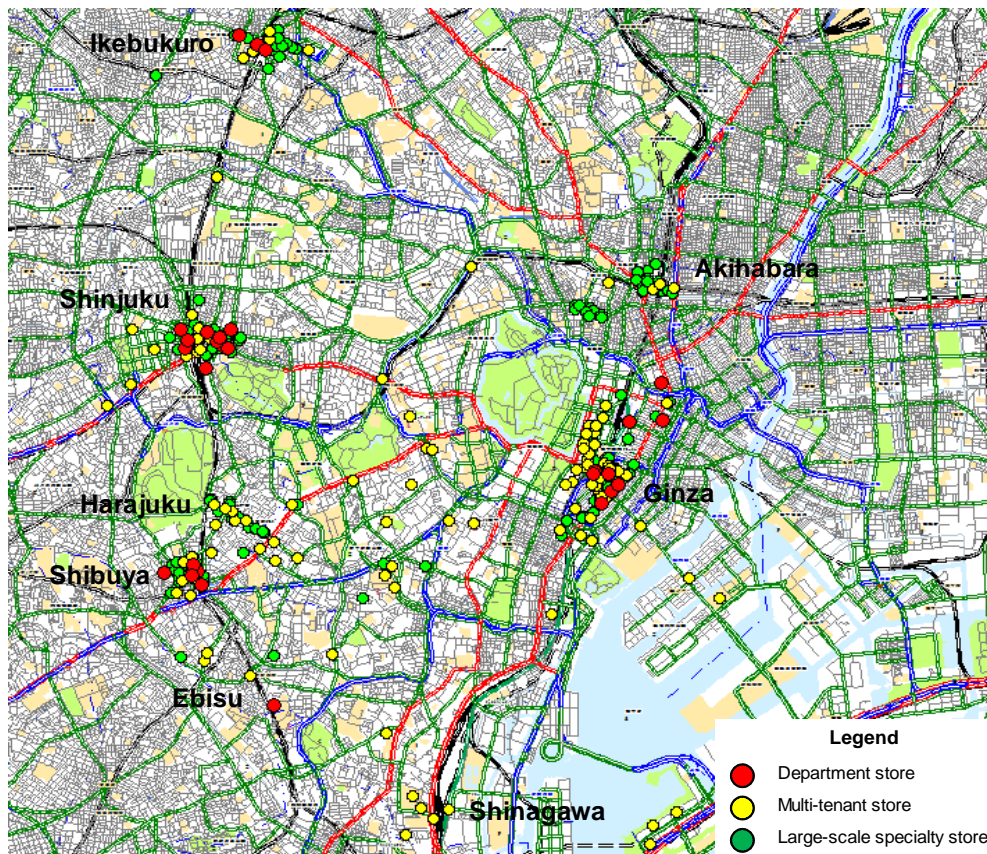 Ikebukuro
Akihabara
Shinjuku
Ginza
Harajuku
Shibuya
Ebisu
Shinagawa
Legend
Department store
Multi-tenant store
Large-scale specialty store